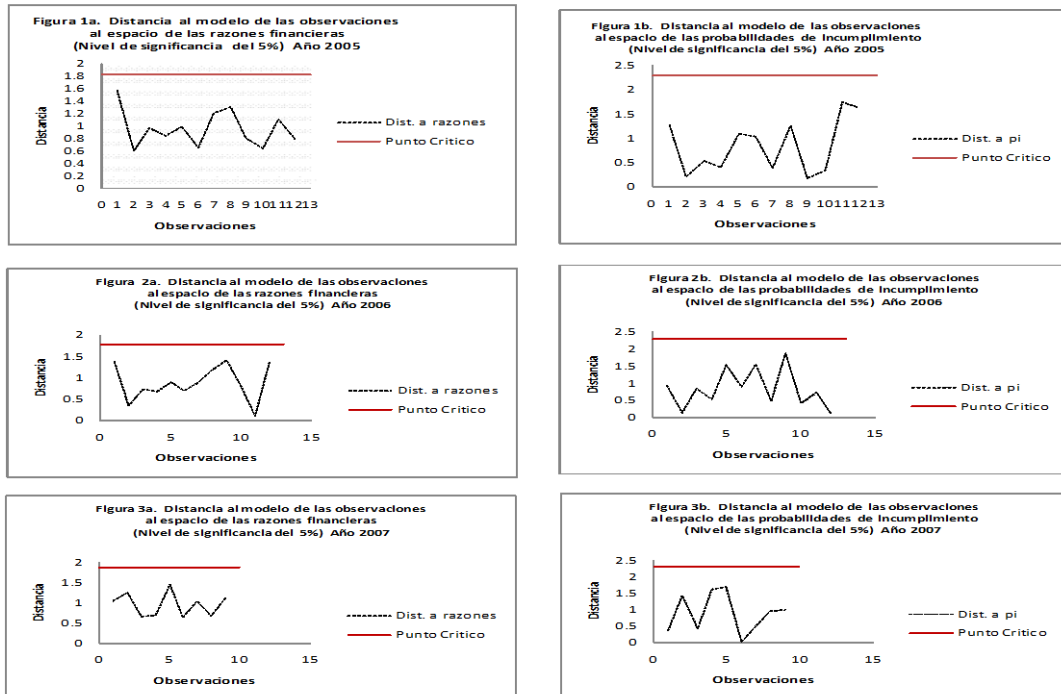 Figura 1a. Distancia al modelo de las observaciones
al espacio de las razones financieras
(Nivel de significancia del 5%) Año 2005
2
1.8
1.6
1.4
1.2
1
0.8
0.6
0.4
0.2
0
Distancia
0 1 2 3 4 5 6 7 8 9 10 11 12 13
Observaciones
Dist. a razones
Punto Critico
Figura 1b. Distancia al modelo de las observaciones
al espacio de las probabilidades de incumplimiento
(Nivel de significancia del 5%) Año 2005
2.5
2
1.5
1
0.5
0
Distancia
0 1 2 3 4 5 6 7 8 9 10 11 12 13
Observaciones
Dist. a pi
Punto Critico
Figura 2a. Distancia al modelo de las observaciones
al espacio de las razones financieras
(Nivel de significancia del 5%) Año 2006
2
1.5
1
0.5
0
Distancia
0 5 10 15
Observaciones
Dist. a razones
Punto Critico
Figura 2b. Distancia al modelo de las observaciones
al espacio de las probabilidades de incumplimiento
(Nivel de significancia del 5%) Año 2006
2.5
2
1.5
1
0.5
0
Distancia
0 5 10 15
Observaciones
Dist. a pi
Punto Critico
Figura 3a. Distancia al modelo de las observaciones
al espacio de las razones financieras
(Nivel de significancia del 5%) Año 2007
2
1.5
1
0.5
0
Distancia
0 5 10 15
Observaciones
Dist. a razones
Punto Critico
Figura 3b. Distancia al modelo de las observaciones
al espacio de las probabilidades de incumplimiento
(Nivel de significancia del 5%) Año 2007
2.5
2
1.5
1
0.5
0
Distancia
0 5 10 15
Observaciones
Dist. a pi
Punto Critico